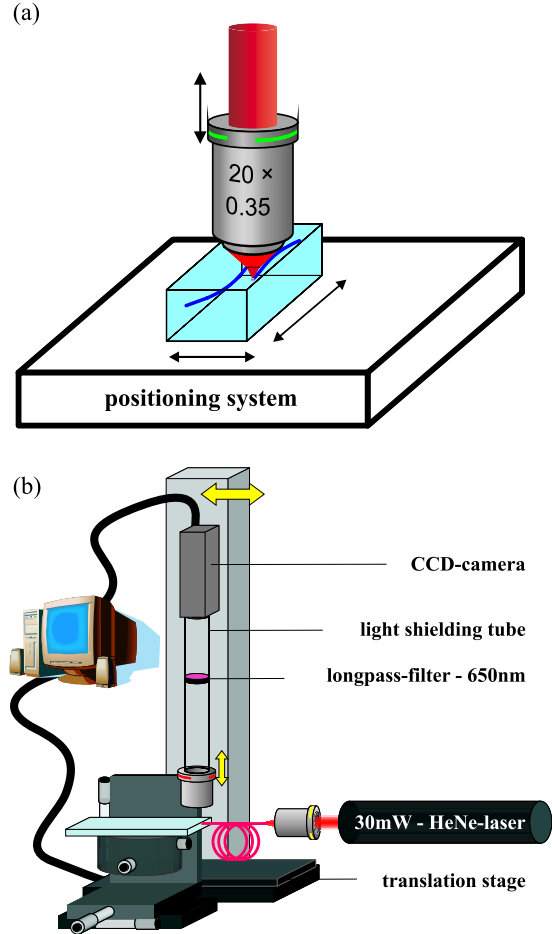 (a)
20 ×
0.35
positioning system
(b)
CCD-camera
light shielding tube
longpass-filter - 650nm
30mW - HeNe-laser
translation stage